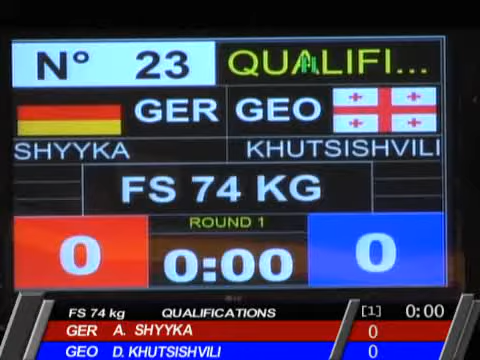 Nº 23 QUALIFI...
GER GEO
SHYYKA KHUTSISHVILI
FS 74 KG
ROUND 1
0 0:00 0
FS 74 kg QUALIFICATIONS [1] 0:00
GER A. SHYYKA 0
GEO D. KHUTSISHVILI 0